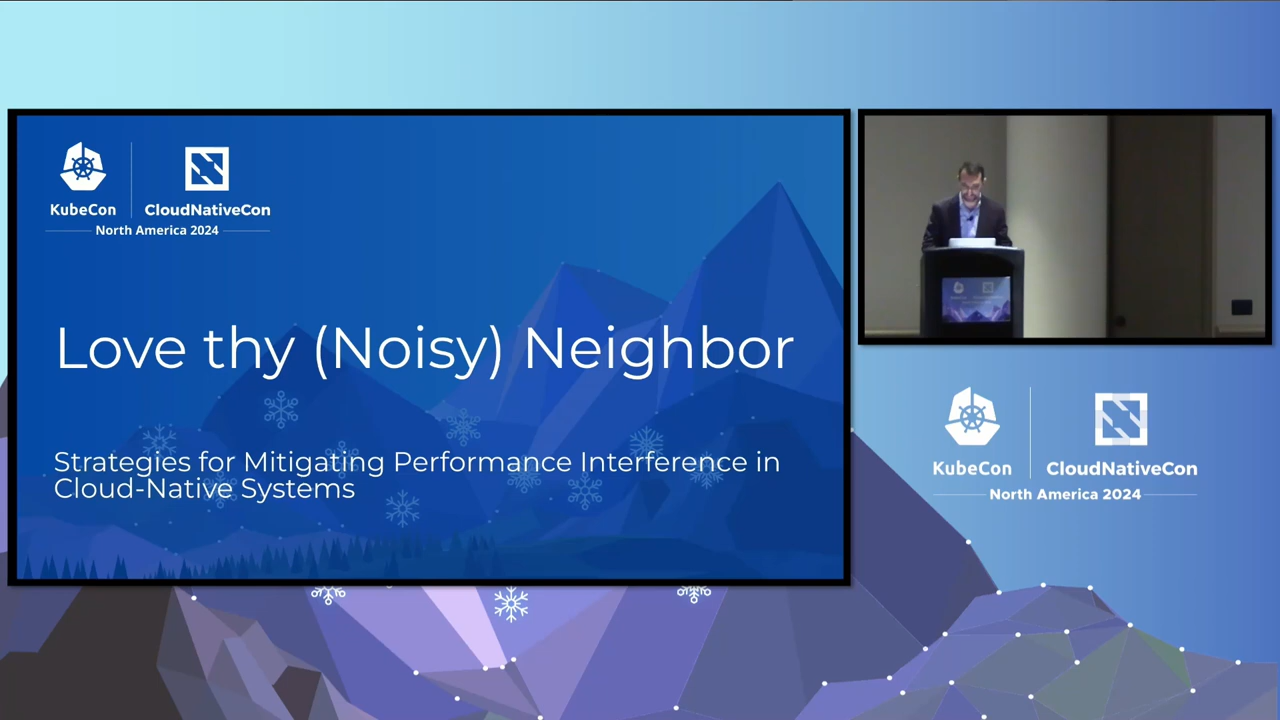 KubeCon
CloudNativeCon
North America 2024
Love thy (Noisy) Neighbor
Strategies for Mitigating Performance Interference in
Cloud-Native Systems
KubeCon
CloudNativeCon
North America 2024